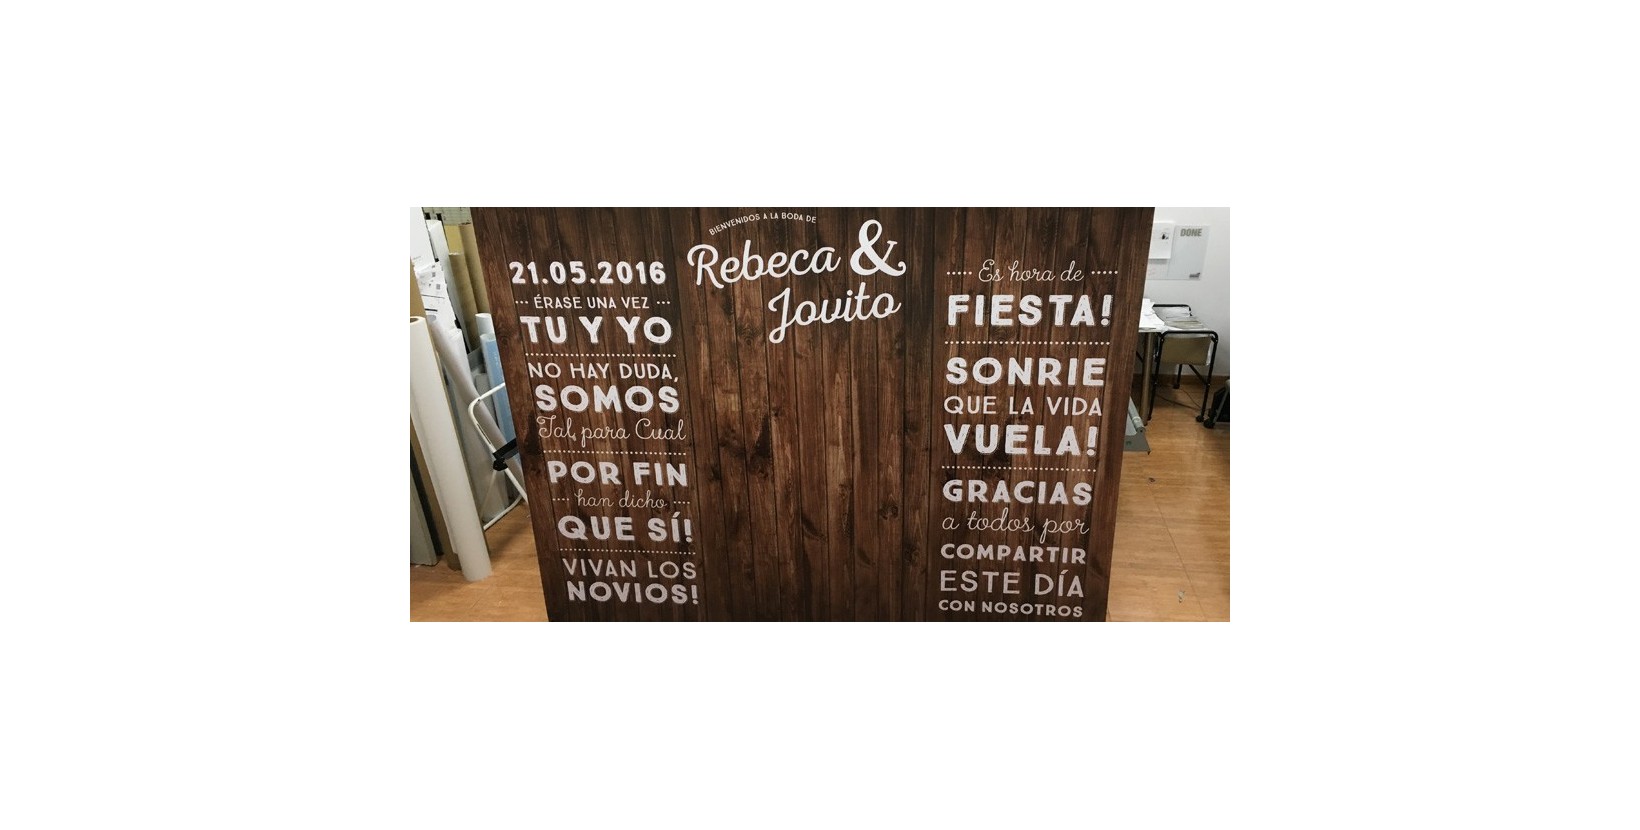 BIENVENIDOS A LA BODA DE
Rebeca &
Jovito
21.05.2016
ÉRASE UNA VEZ
TU Y YO
NO HAY DUDA,
SOMOS
Tal para Cual
POR FIN
han dicho
QUE SÍ!
VIVAN LOS
NOVIOS!
Es hora de
FIESTA!
SONRIE
QUE LA VIDA
VUELA!
GRACIAS
a todos por
COMPARTIR
ESTE DÍA
CON NOSOTROS
DONE